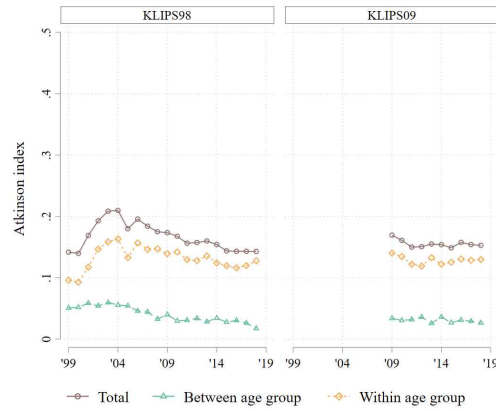 KLIPS98 KLIPS09
Atkinson index
.5
.4
.3
.2
.1
0
'99 '04 '09 '14 '19 '99 '04 '09 '14 '19
Total Between age group Within age group